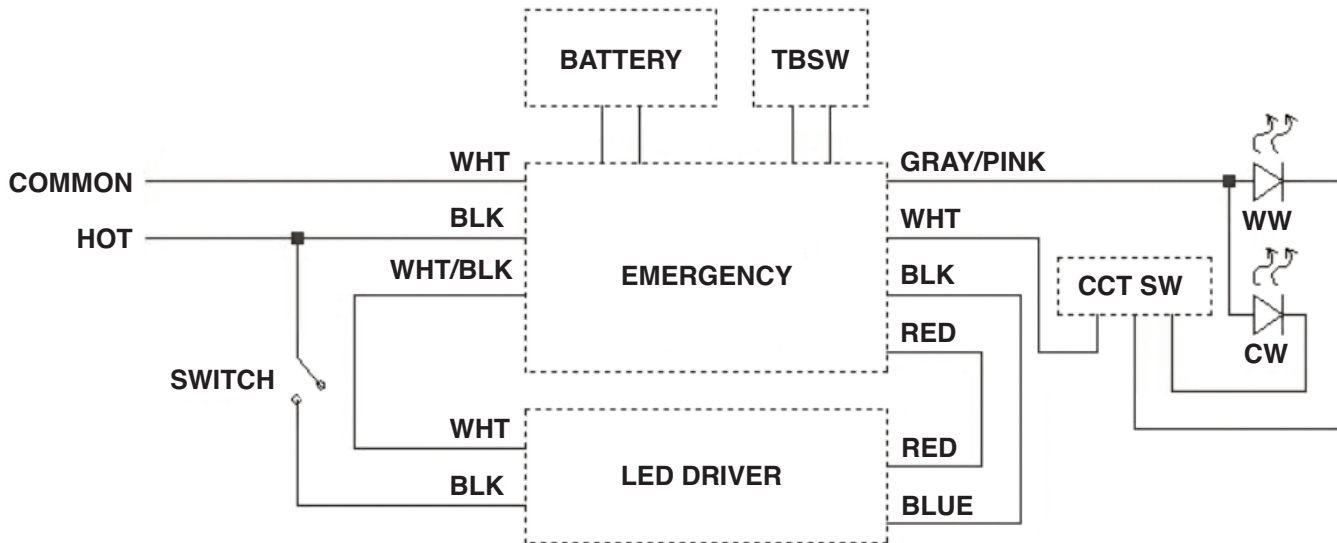 BATTERY
TBSW
COMMON
WHT
GRAY/PINK
HOT
BLK
WHT
WW
WHT/BLK
EMERGENCY
BLK
CCT SW
RED
CW
SWITCH
WHT
RED
LED DRIVER
BLK
BLUE